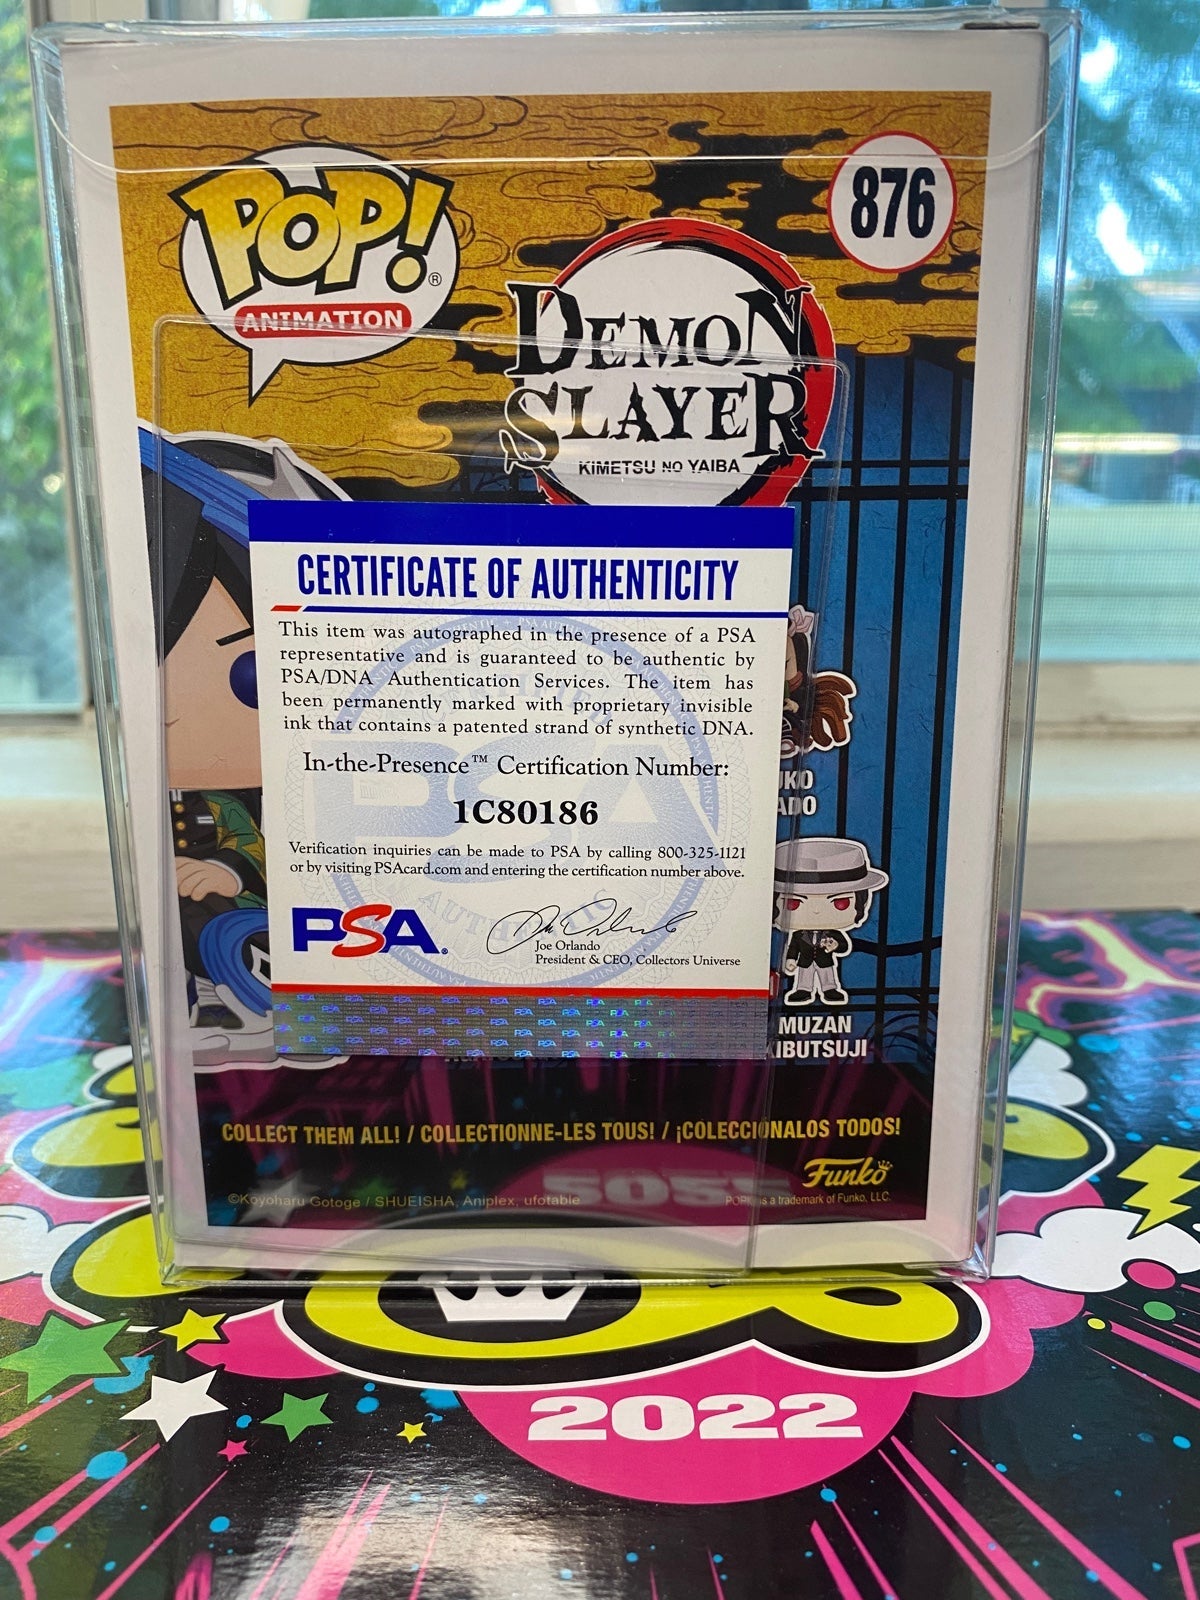 POP!®
ANIMATION
876
DEMON
SLAYER
KIMETSU NO YAIBA
CERTIFICATE OF AUTHENTICITY
This item was autographed in the presence of a PSA
representative and is guaranteed to be authentic by
PSA/DNA Authentication Services. The item has
been permanently marked with proprietary invisible
ink that contains a patented strand of synthetic DNA.
In-the-Presence™ Certification Number:
1C80186
Verification inquiries can be made to PSA by calling 800-325-1121
or by visiting PSAcard.com and entering the certification number above.
PSA®
Joe Orlando
President & CEO, Collectors Universe
MUZAN
IBUTSUJI
COLLECT THEM ALL! / COLLECTIONNE-LES TOUS! / ¡COLECCIÓNALOS TODOS!
Funko
©Koyoharu Gotoge / SHUEISHA, Aniplex, ufotable
is a trademark of Funko, LLC.
2022